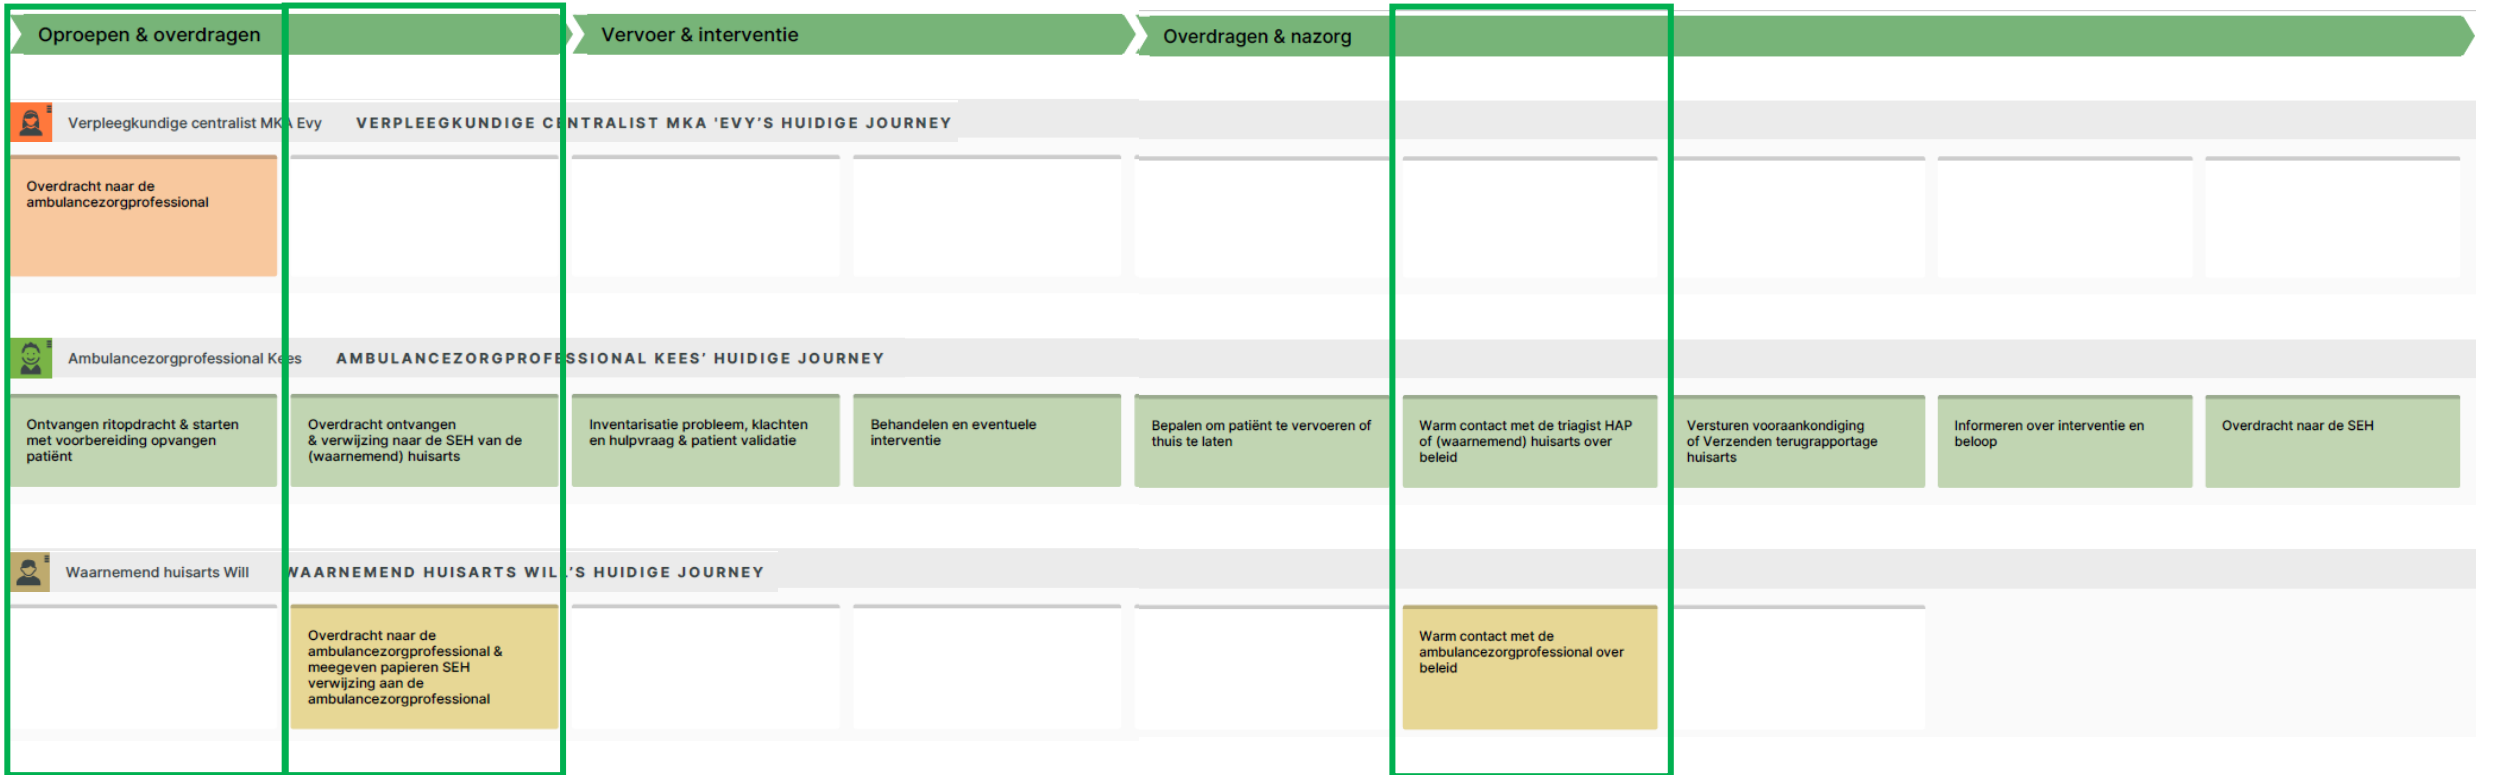 Oproepen & overdragen
Vervoer & interventie
Overdragen & nazorg
Verpleegkundige centralist MKA Evy
VERPLEEGKUNDIGE CENTRALIST MKA 'EVY'S HUIDIGE JOURNEY
Overdracht naar de
ambulancezorgprofessional
Ambulancezorgprofessional Kees
AMBULANCEZORGPROFESSIONAL KEES' HUIDIGE JOURNEY
Ontvangen ritopdracht & starten
met voorbereiding opvangen
patiënt
Overdracht ontvangen
& verwijzing naar de SEH van de
(waarnemend) huisarts
Inventarisatie probleem, klachten
en hulpvraag & patient validatie
Behandelen en eventuele
interventie
Bepalen om patiënt te vervoeren of
thuis te laten
Warm contact met de triagist HAP
of (waarnemend) huisarts over
beleid
Versturen vooraankondiging
of Verzenden terugrapportage
huisarts
Informeren over interventie en
beloop
Overdracht naar de SEH
Waarnemend huisarts Will
WAARNEMEND HUISARTS WILL'S HUIDIGE JOURNEY
Overdracht naar de
ambulancezorgprofessional &
meegeven papieren SEH
verwijzing aan de
ambulancezorgprofessional
Warm contact met de
ambulancezorgprofessional over
beleid